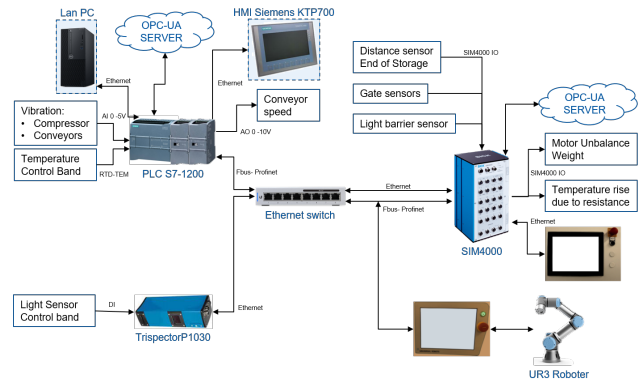 Lan PC
OPC-UA
SERVER
HMI Siemens KTP700
Ethernet
Ethernet
Distance sensor
End of Storage
SIM4000 IO
Gate sensors
Light barrier sensor
OPC-UA
SERVER
Vibration:
• Compressor
• Conveyors
AI 0 -5V
Conveyor
speed
AO 0 -10V
Temperature
Control Band
RTD-TEM
PLC S7-1200
Motor Unbalance
Weight
SIM4000 IO
Temperature rise
due to resistance
Fbus- Profinet
Ethernet
Fbus- Profinet
Ethernet switch
SIM4000
Ethernet
Light Sensor
Control band
DI
Ethernet
TrispectorP1030
UR3 Roboter